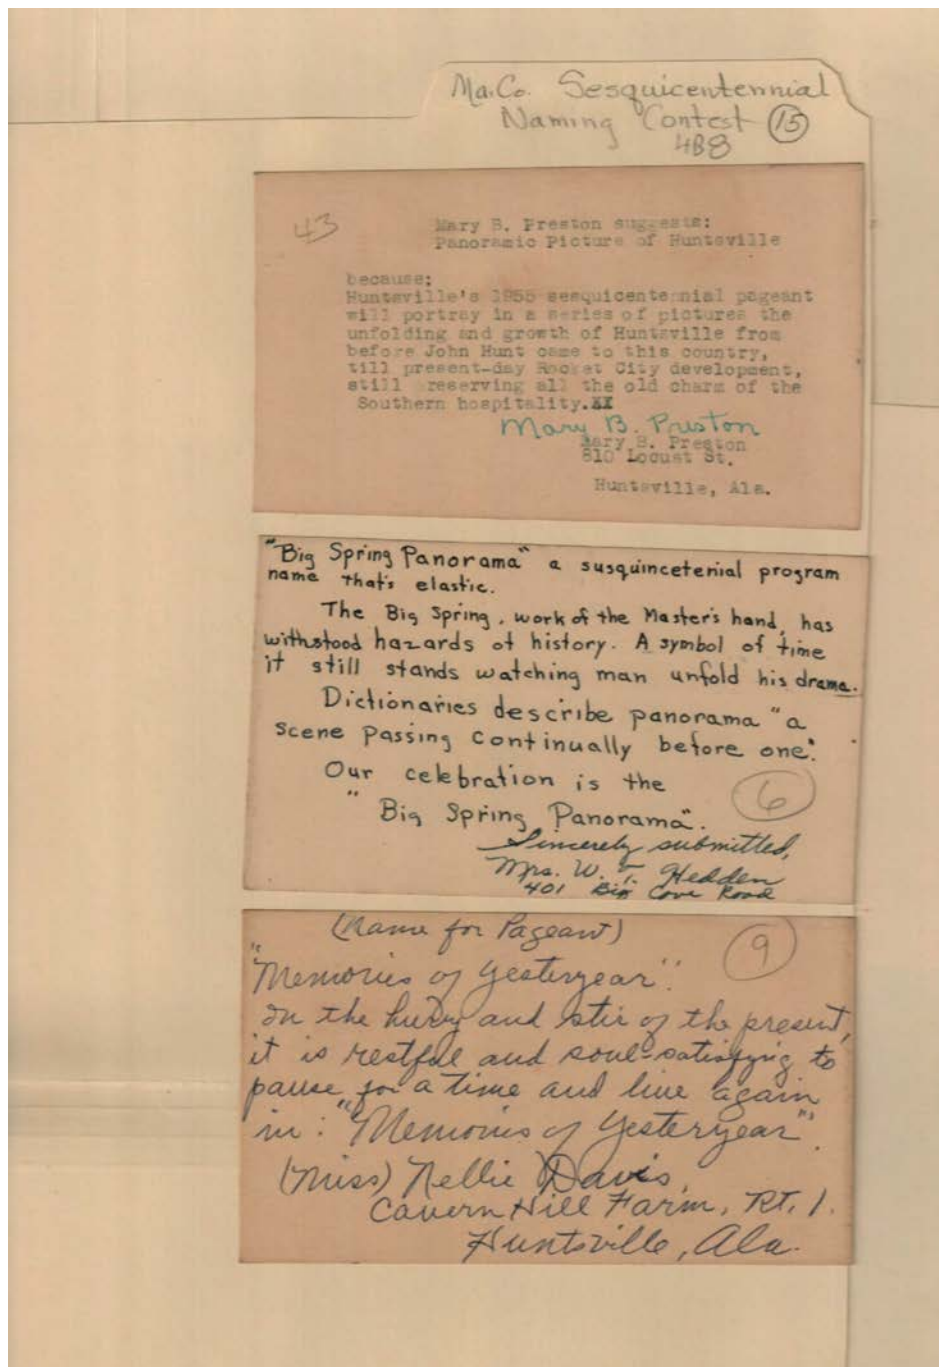 Ma. Co. Sesquicentennial
Naming Contest 15
4B8
43
Mary B. Preston suggests:
Panoramic Picture of Huntsville
because:
Huntsville's 1955 sesquicentennial pageant
will portray in a series of pictures the
unfolding and growth of Huntsville from
before John Hunt came to this country,
till present-day Rocket City development,
still reserving all the old charm of the
Southern hospitality.XX
Mary B. Preston
Mary B. Preston
810 Locust St.
Huntsville, Ala.
"Big Spring Panorama" a susquincetenial program
name that's elastic.
The Big Spring, work of the Master's hand, has
withstood hazards of history. A symbol of time
it still stands watching man unfold his drama.
Dictionaries describe panorama "a
scene passing continually before one".
Our celebration is the
"Big Spring Panorama".
6
Sincerely submitted,
Mrs. W. T. Hedden
401 Big Cove Road
(Name for Pageant)
9
"Memories of Yesteryear".
In the hurry and stir of the present,
it is restful and soul-satisfying to
pause for a time and live again
in: "Memories of Yesteryear".
(Miss) Nellie Davis,
Cavern Hill Farm, Rt. 1.
Huntsville, Ala.